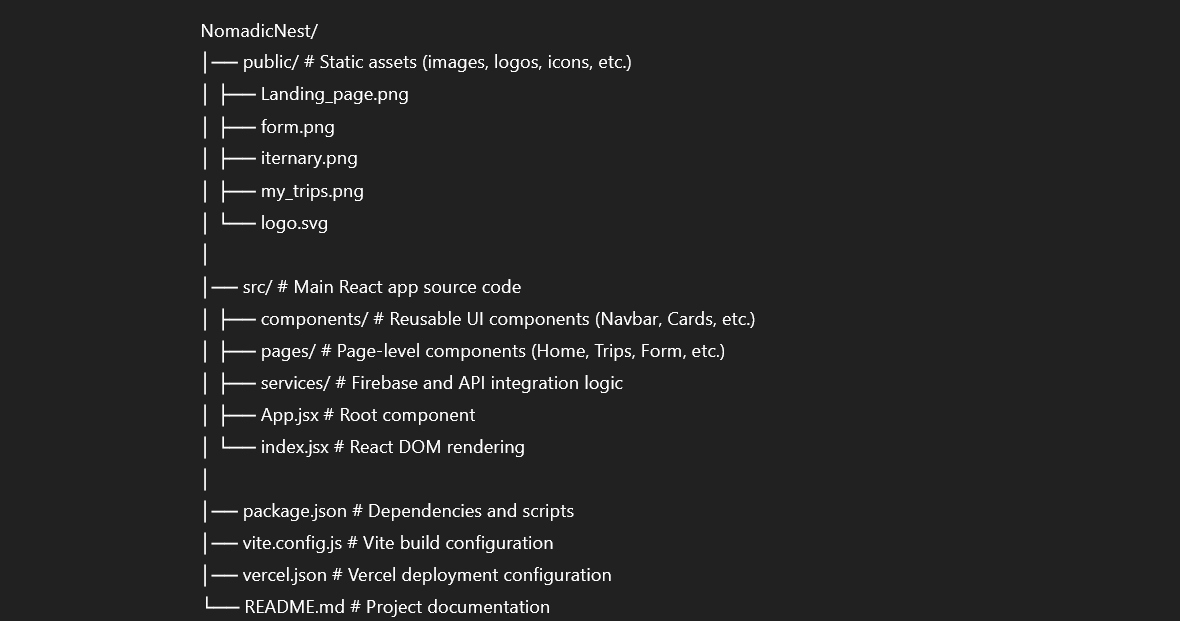 NomadicNest/
│── public/ # Static assets (images, logos, icons, etc.)
│ ├── Landing_page.png
│ ├── form.png
│ ├── iternary.png
│ ├── my_trips.png
│ └── logo.svg
│
│── src/ # Main React app source code
│ ├── components/ # Reusable UI components (Navbar, Cards, etc.)
│ ├── pages/ # Page-level components (Home, Trips, Form, etc.)
│ ├── services/ # Firebase and API integration logic
│ ├── App.jsx # Root component
│ └── index.jsx # React DOM rendering
│
│── package.json # Dependencies and scripts
│── vite.config.js # Vite build configuration
│── vercel.json # Vercel deployment configuration
└── README.md # Project documentation